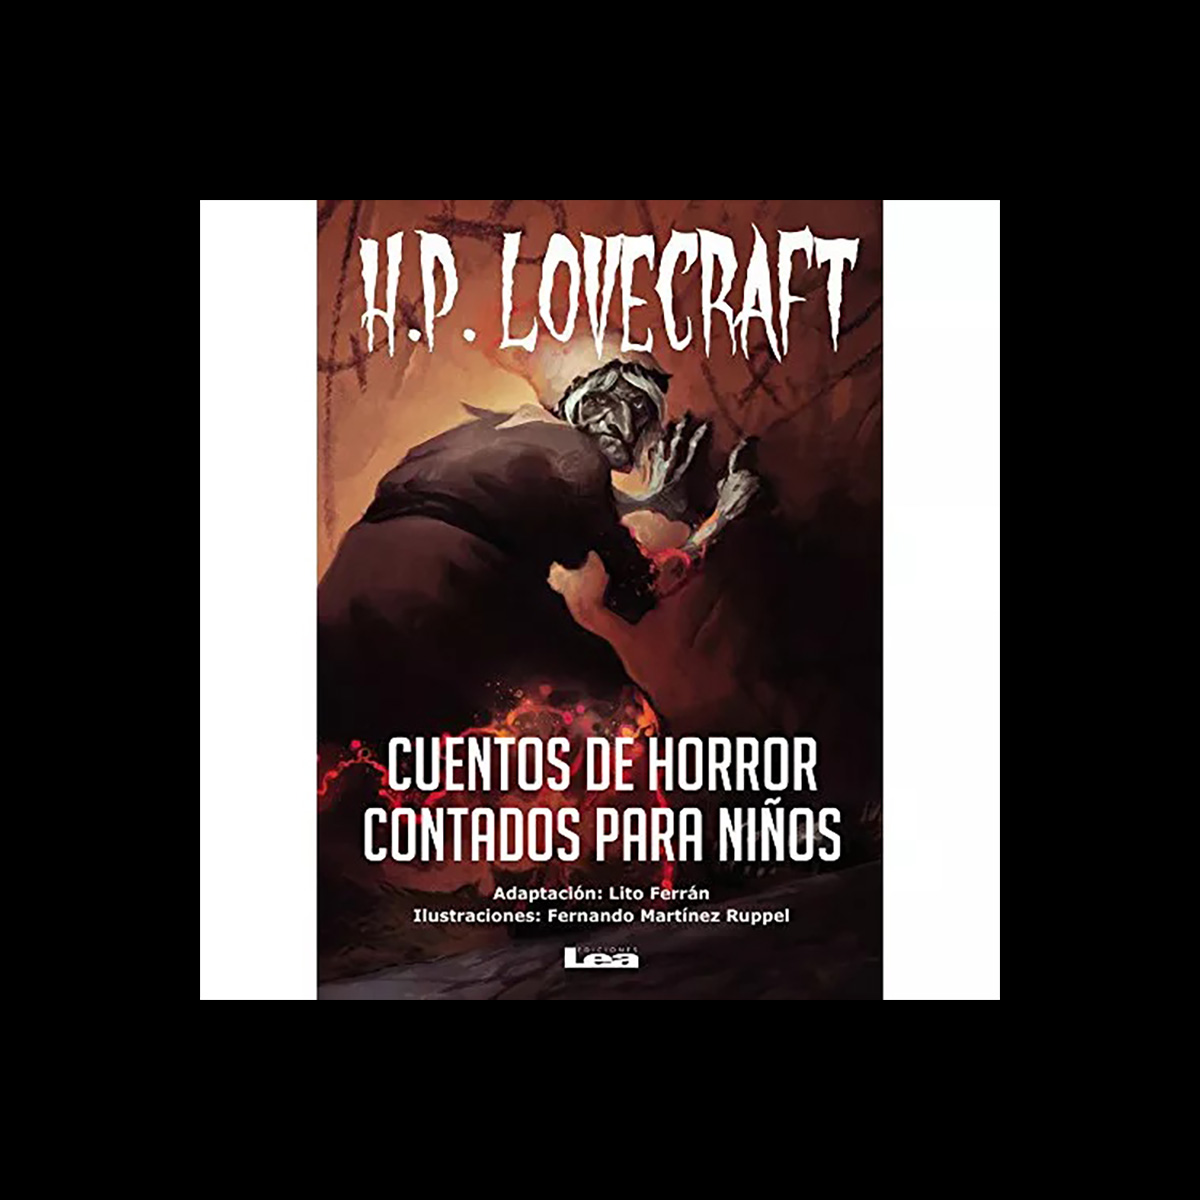 H.P. LOVECRAFT
CUENTOS DE HORROR
CONTADOS PARA NIÑOS
Adaptación: Lito Ferrán
Ilustraciones: Fernando Martínez Ruppel
EDICIONES
Lea